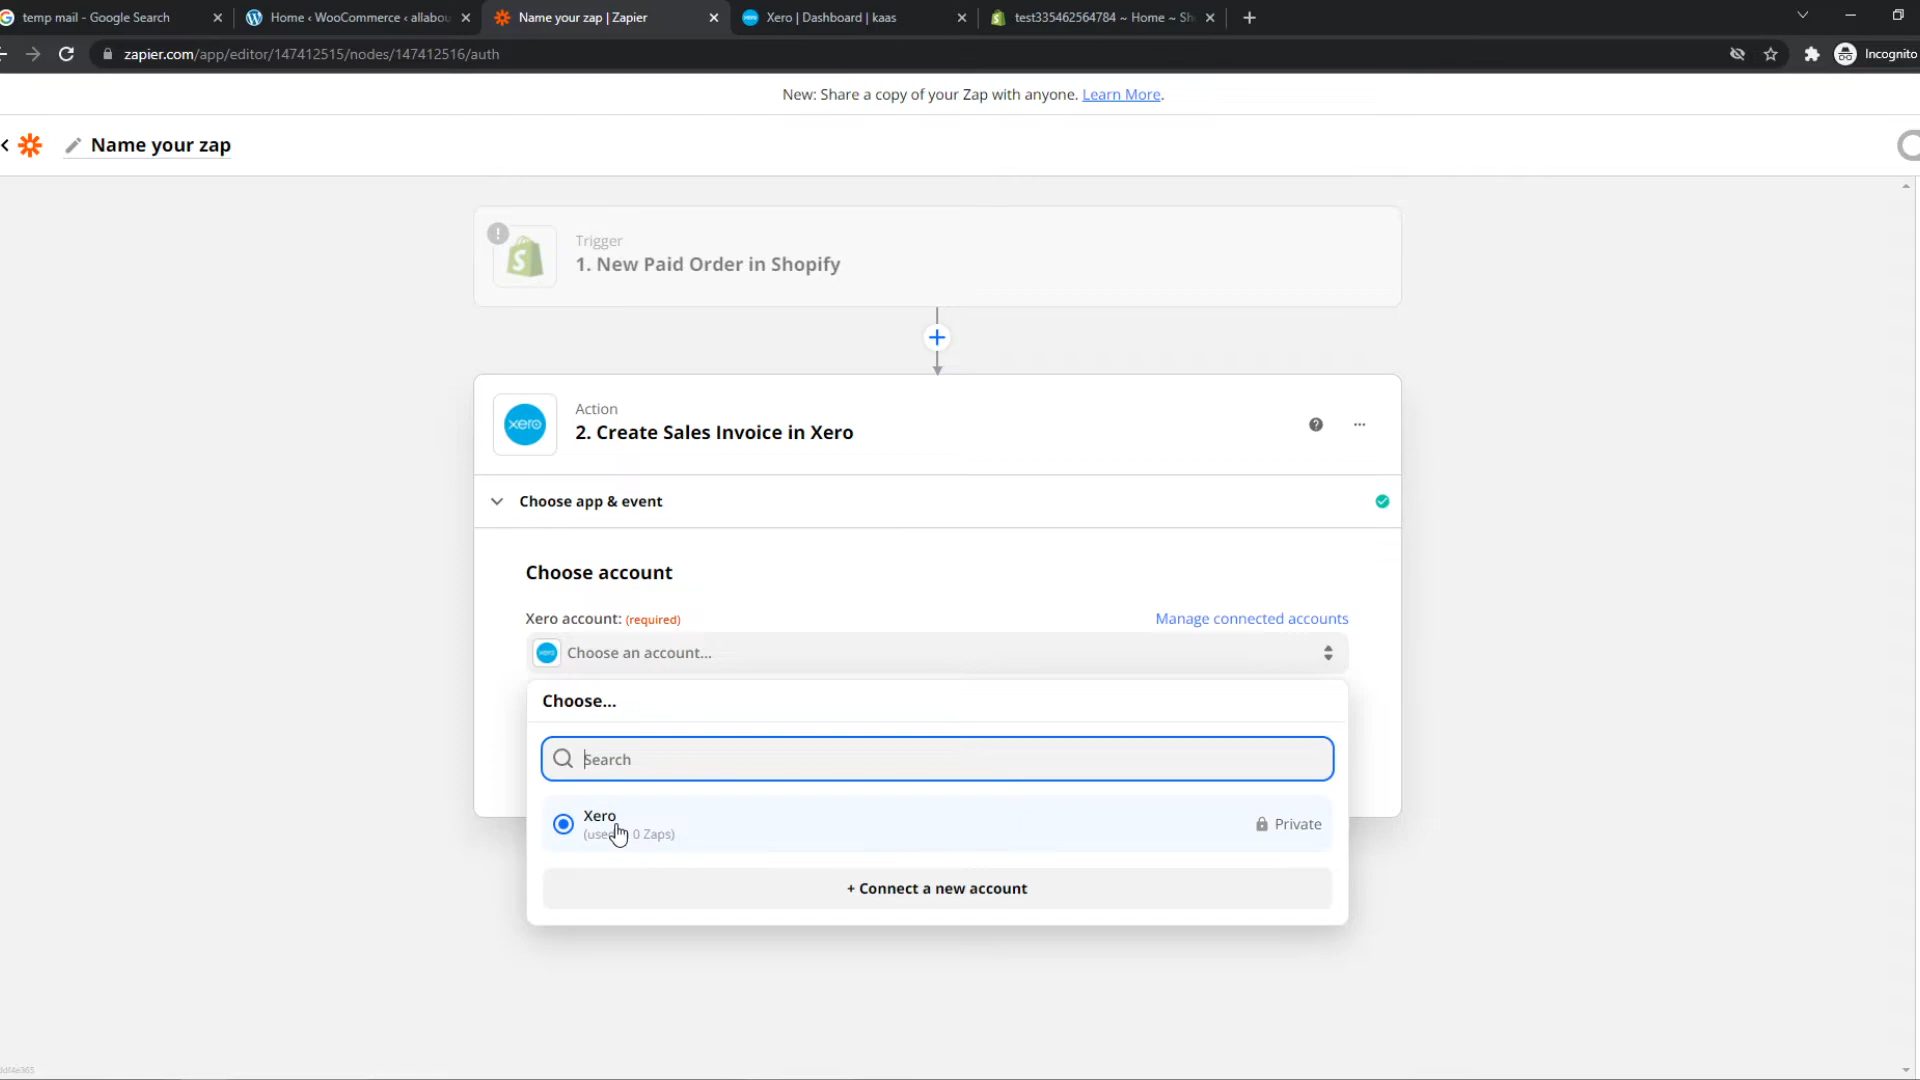 temp mail - Google Search
Home ‹ WooCommerce ‹ allabou
Name your zap | Zapier
Xero | Dashboard | kaas
test335462564784 ~ Home ~ Sh
zapier.com/app/editor/147412515/nodes/147412516/auth
Incognito
New: Share a copy of your Zap with anyone. Learn More.
Name your zap
Trigger
1. New Paid Order in Shopify
Action
2. Create Sales Invoice in Xero
xero
Choose app & event
Choose account
Xero account: (required)
Manage connected accounts
Choose an account...
Choose...
Search
Xero
0 Zaps)
Private
+ Connect a new account